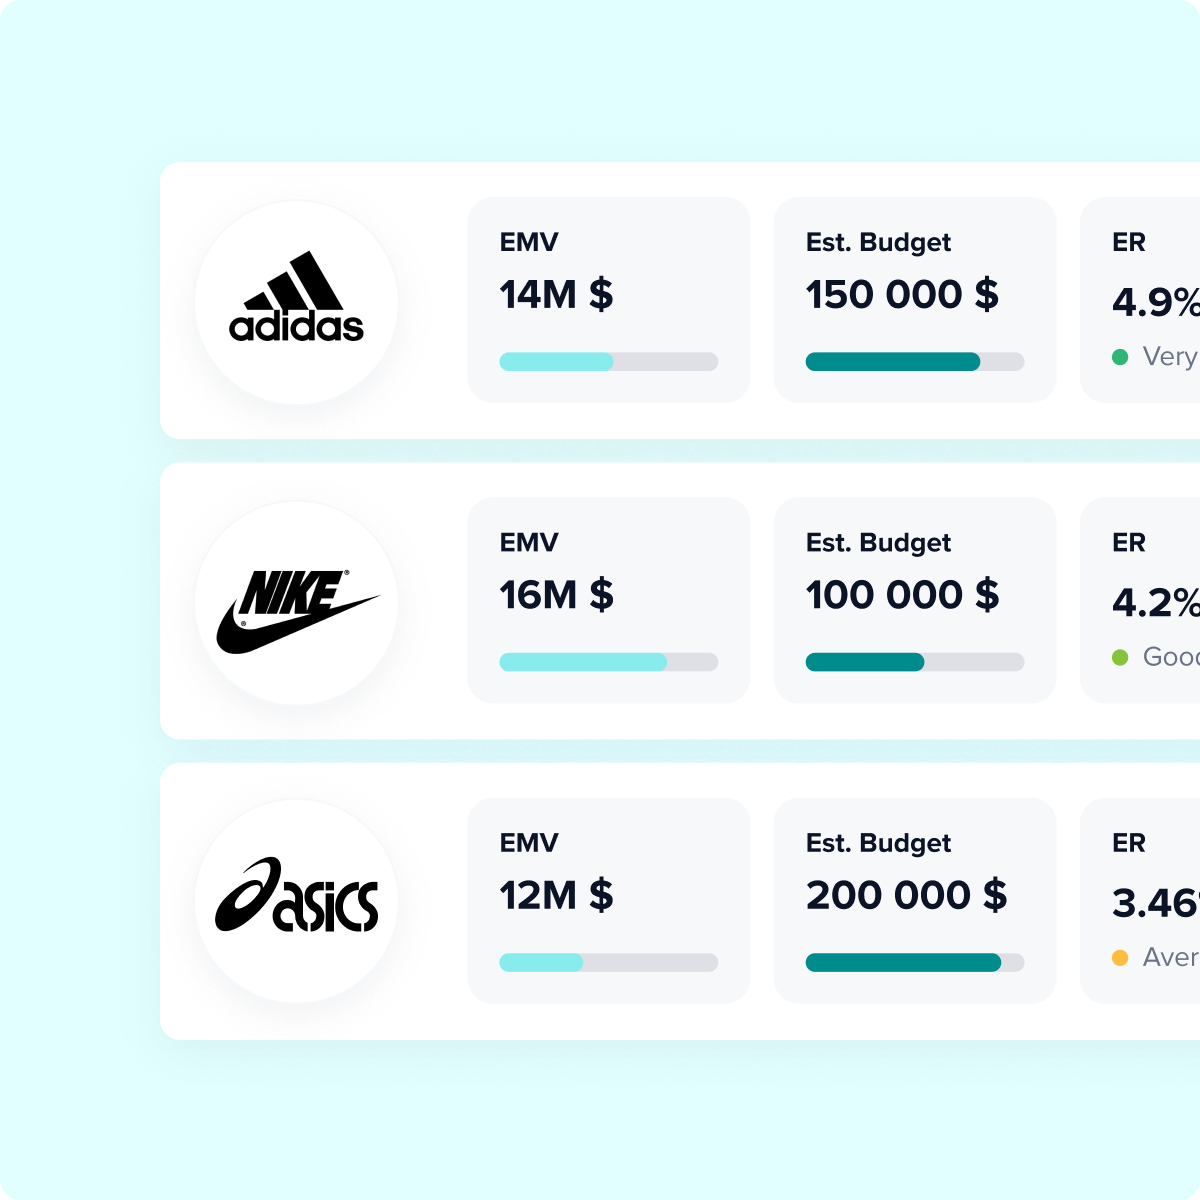 adidas
EMV
14M $
Est. Budget
150 000 $
ER
4.9%
Very
NIKE
®
®
EMV
16M $
Est. Budget
100 000 $
ER
4.2%
Good
asics
EMV
12M $
Est. Budget
200 000 $
ER
3.46
Aver